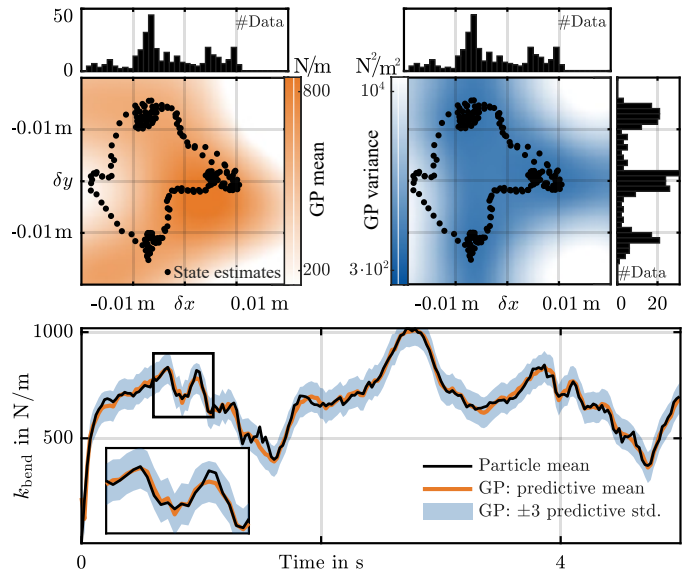 50
0
#Data
#Data
N/m
N²/m²
800
200
GP mean
10⁴
3·10²
GP variance
-0.01 m
δy
-0.01 m
State estimates
#Data
-0.01 m δx 0.01 m
-0.01 m δx 0.01 m
0 20
1000
500
k_bend in N/m
Particle mean
GP: predictive mean
GP: ±3 predictive std.
0 Time in s 4